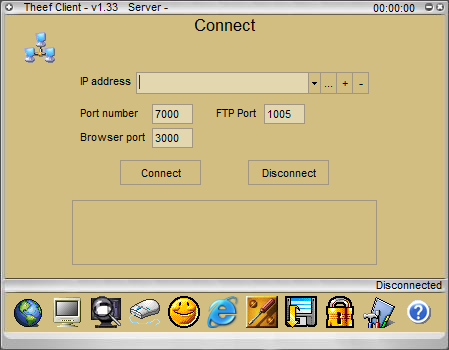 Theef Client - v1.33 Server - 00:00:00
Connect
IP address ... + -
Port number 7000 FTP Port 1005
Browser port 3000
Connect Disconnect
Disconnected
?